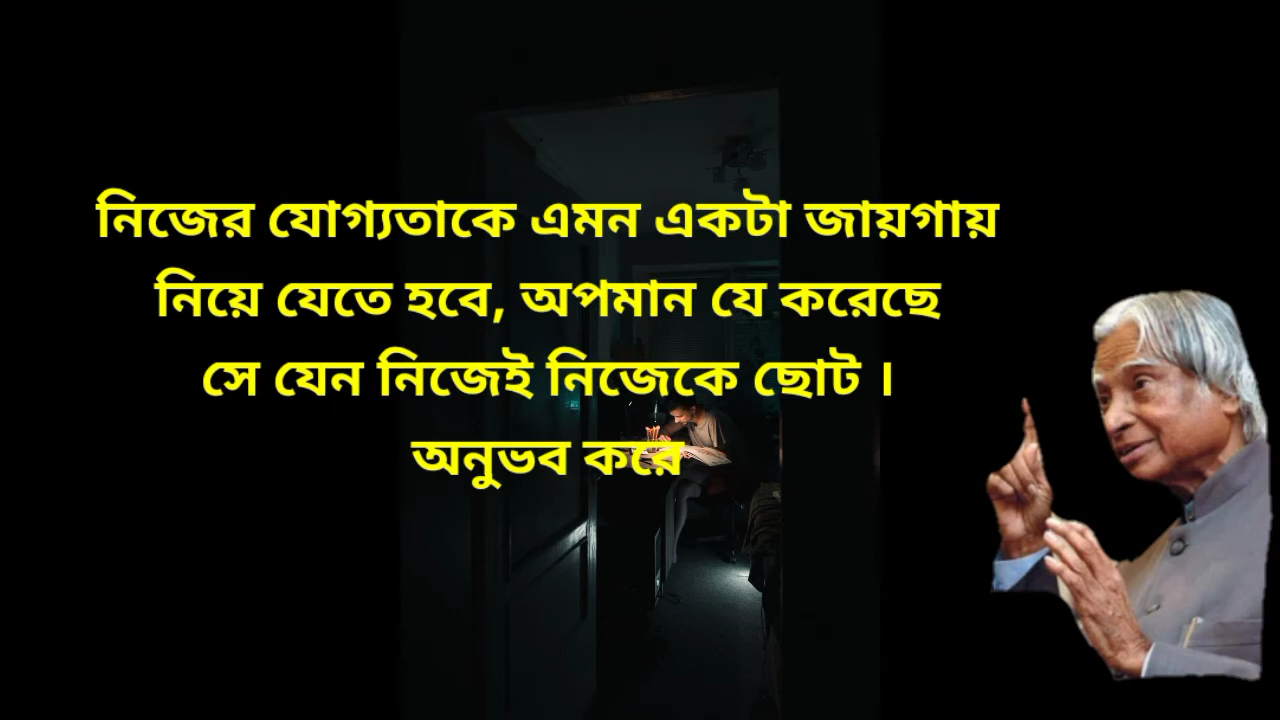 নিজের যোগ্যতাকে এমন একটা জায়গায়
নিয়ে যেতে হবে, অপমান যে করেছে
সে যেন নিজেই নিজেকে ছোট ।
অনুভব করে